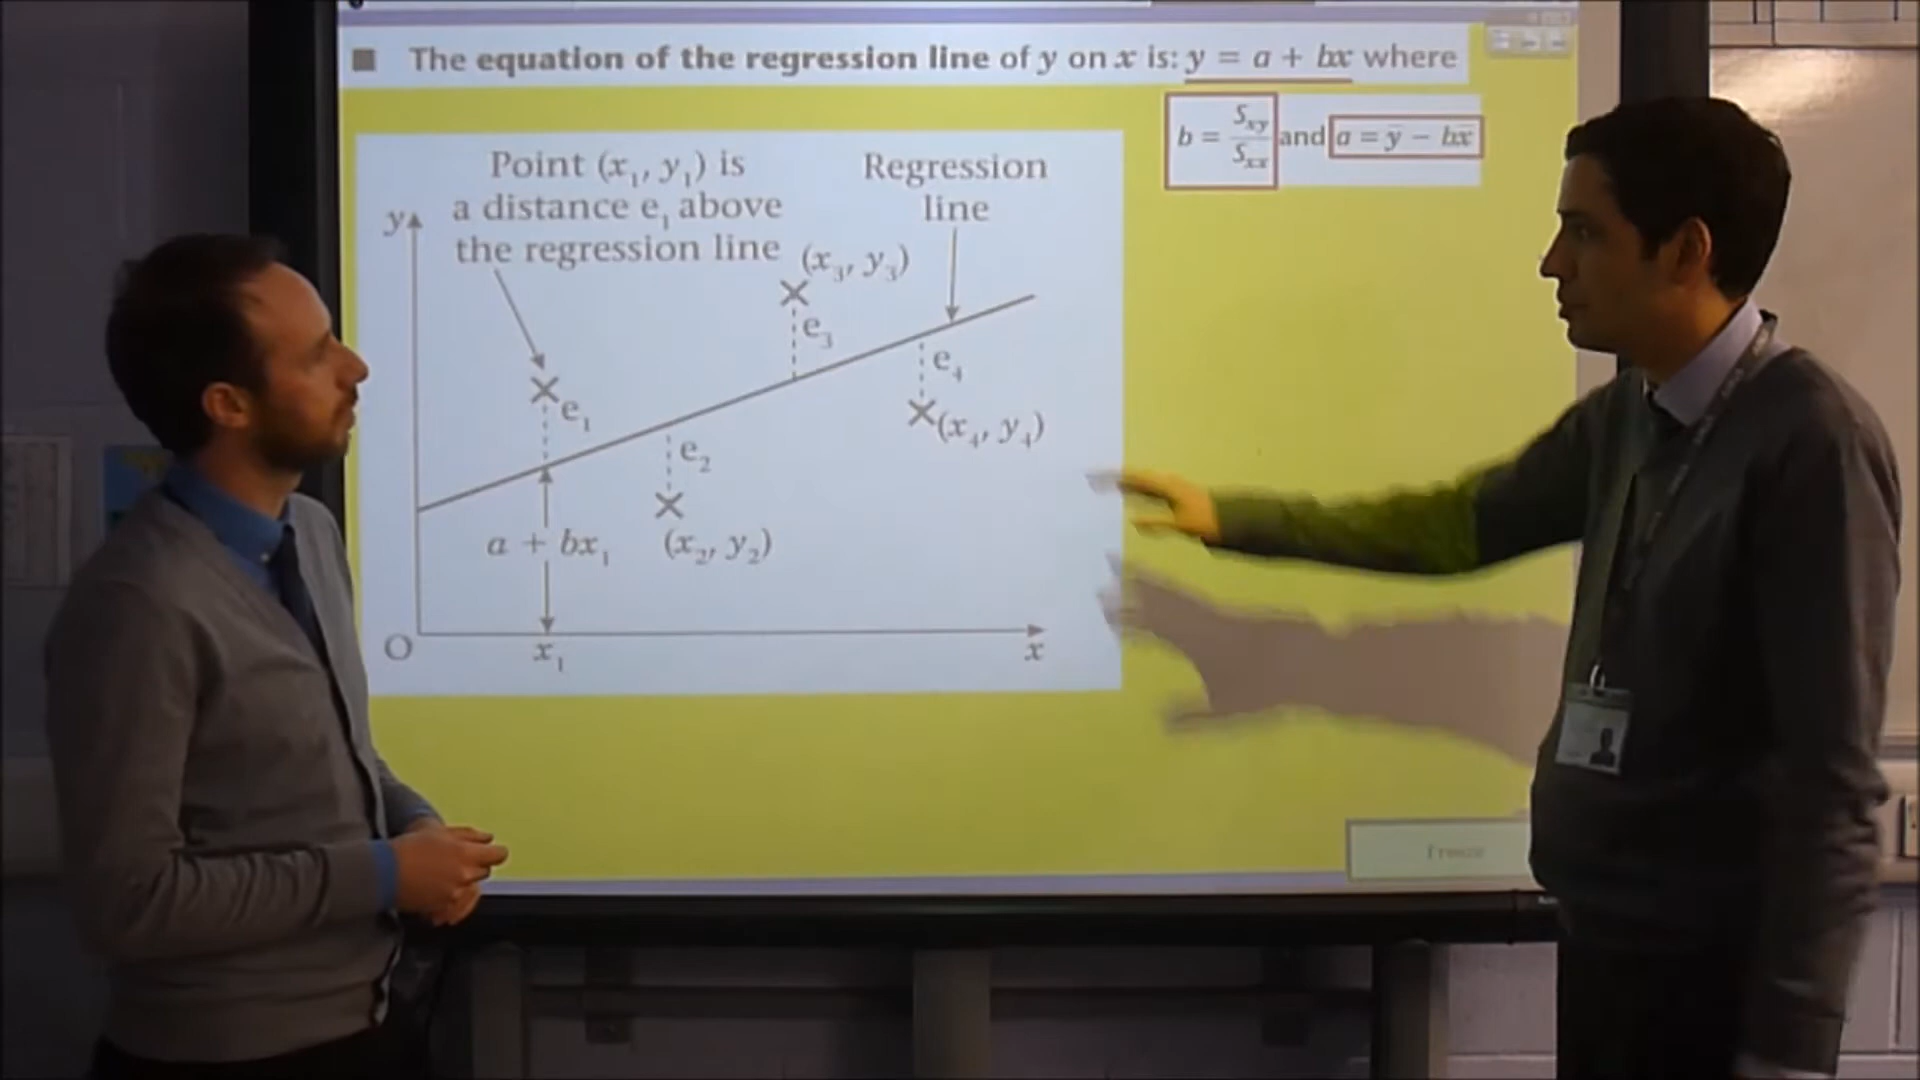 The equation of the regression line of y on x is: y = a + bx where
b = Sxy/Sxx and a = ȳ − bx̄
Point (x₁, y₁) is
a distance e₁ above
the regression line
Regression
line
y
(x₃, y₃)
e₃
e₄
e₁
(x₄, y₄)
e₂
a + bx₁
(x₂, y₂)
O
x₁
x
Freeze